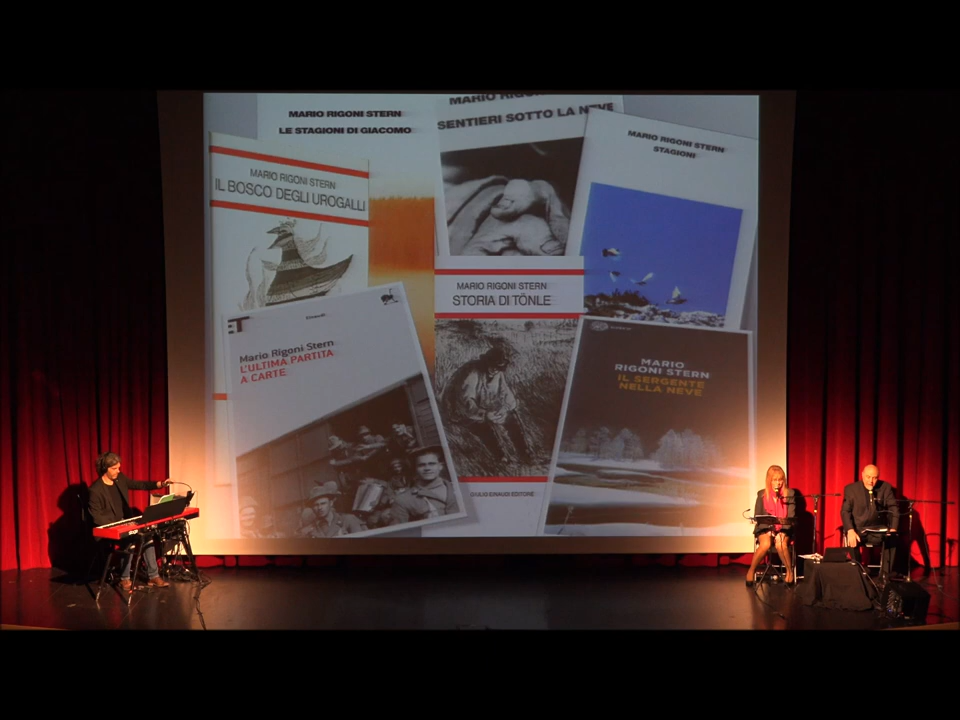 MARIO RIGONI STERN
LE STAGIONI DI GIACOMO
MARIO RIGONI
SENTIERI SOTTO LA NEVE
MARIO RIGONI STERN
STAGIONI
MARIO RIGONI STERN
IL BOSCO DEGLI UROGALLI
MARIO RIGONI STERN
STORIA DI TÖNLE
GIULIO EINAUDI EDITORE
ET
Einaudi
Mario Rigoni Stern
L'ULTIMA PARTITA
A CARTE
MARIO
RIGONI STERN
IL SERGENTE
NELLA NEVE